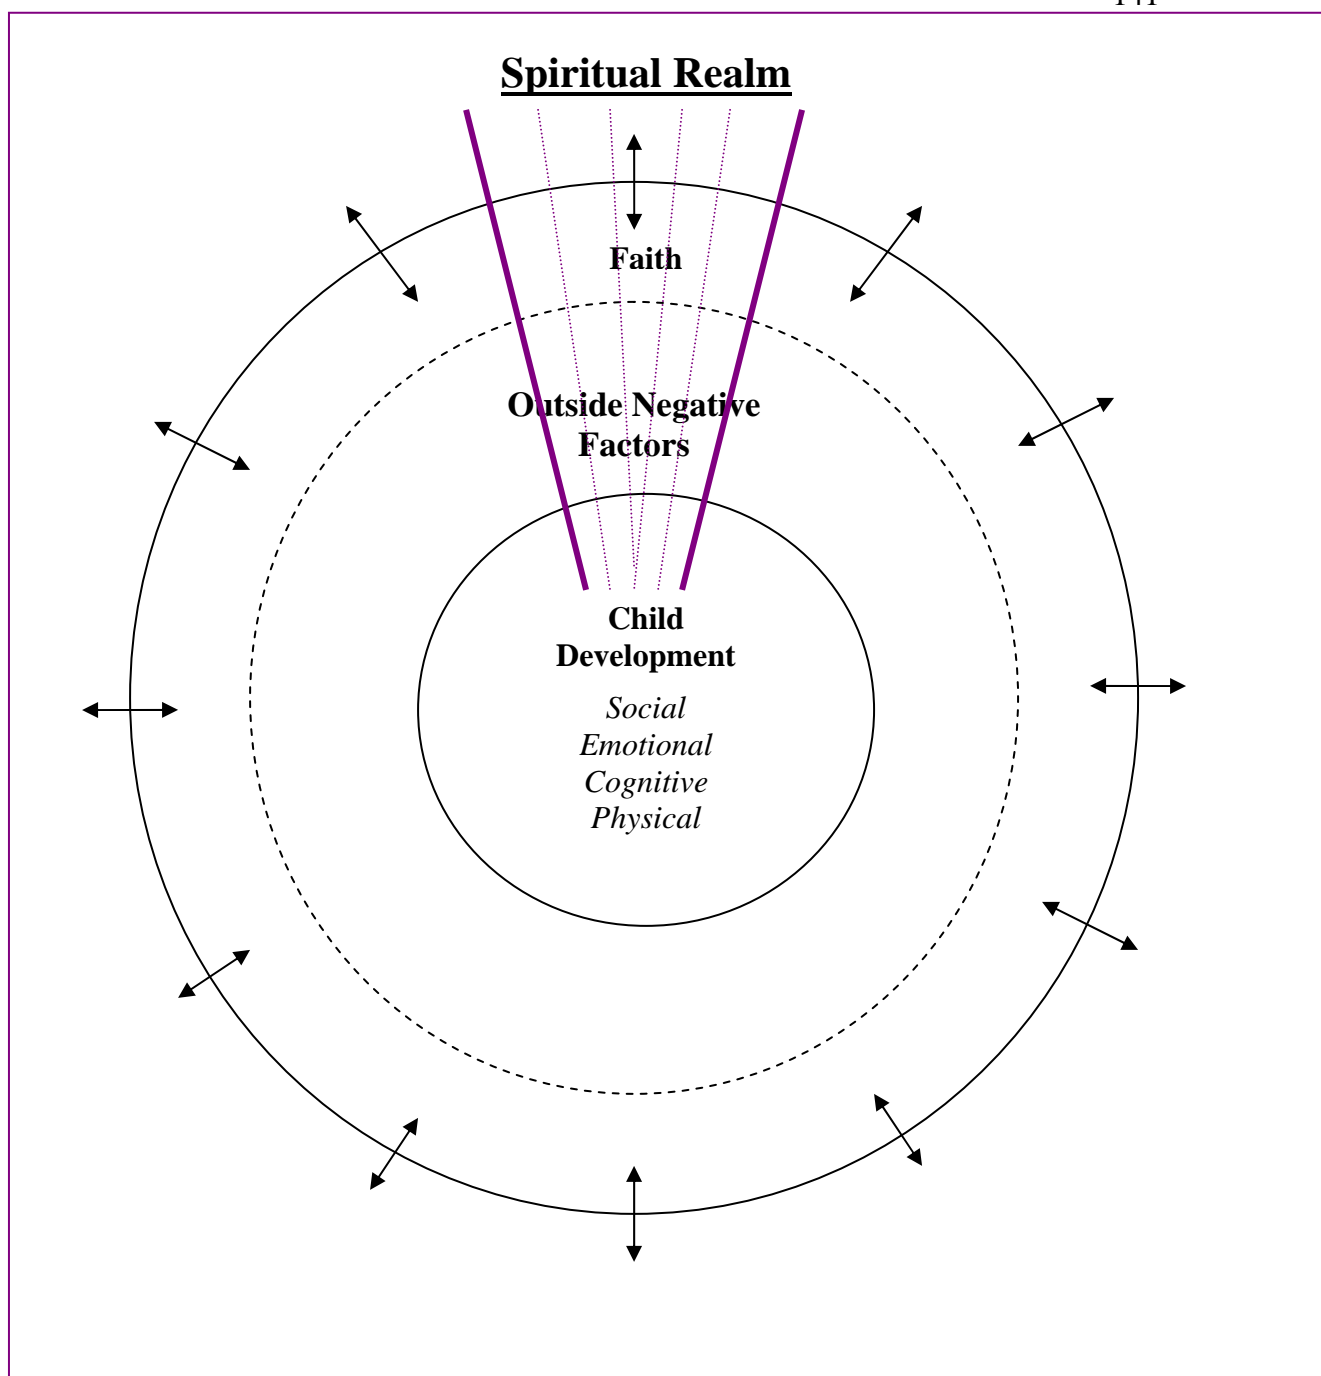 Spiritual Realm
Faith
Outside Negative
Factors
Child
Development
Social
Emotional
Cognitive
Physical